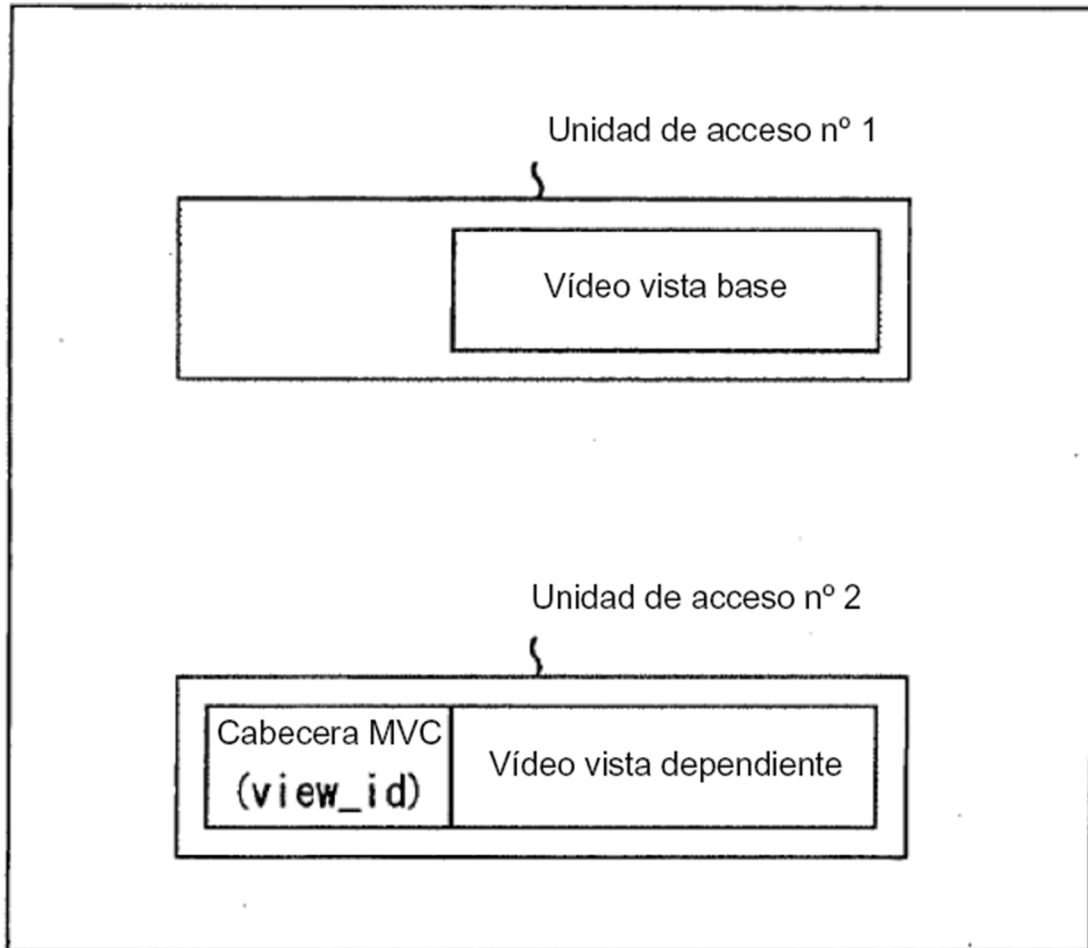 Unidad de acceso nº 1
Vídeo vista base
Unidad de acceso nº 2
Cabecera MVC
(view_id)
Vídeo vista dependiente